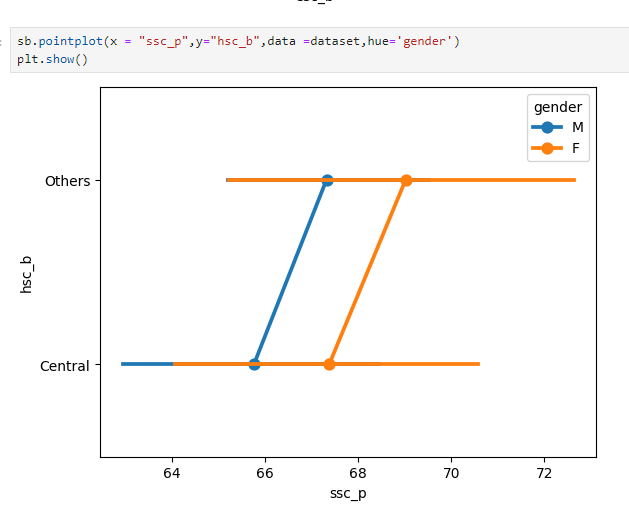 sb.pointplot(x = "ssc_p",y="hsc_b",data =dataset,hue='gender')
plt.show()
gender
M
F
Others
hsc_b
Central
64 66 68 70 72
ssc_p